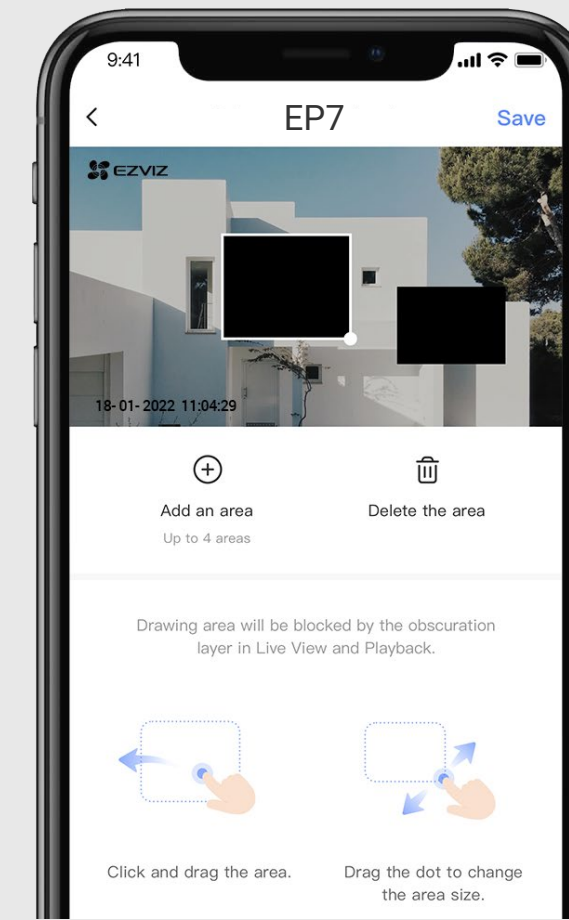 9:41
EP7
Save
EZVIZ
18-01-2022 11:04:29
Add an area
Delete the area
Up to 4 areas
Drawing area will be blocked by the obscuration
layer in Live View and Playback.
Click and drag the area.
Drag the dot to change
the area size.